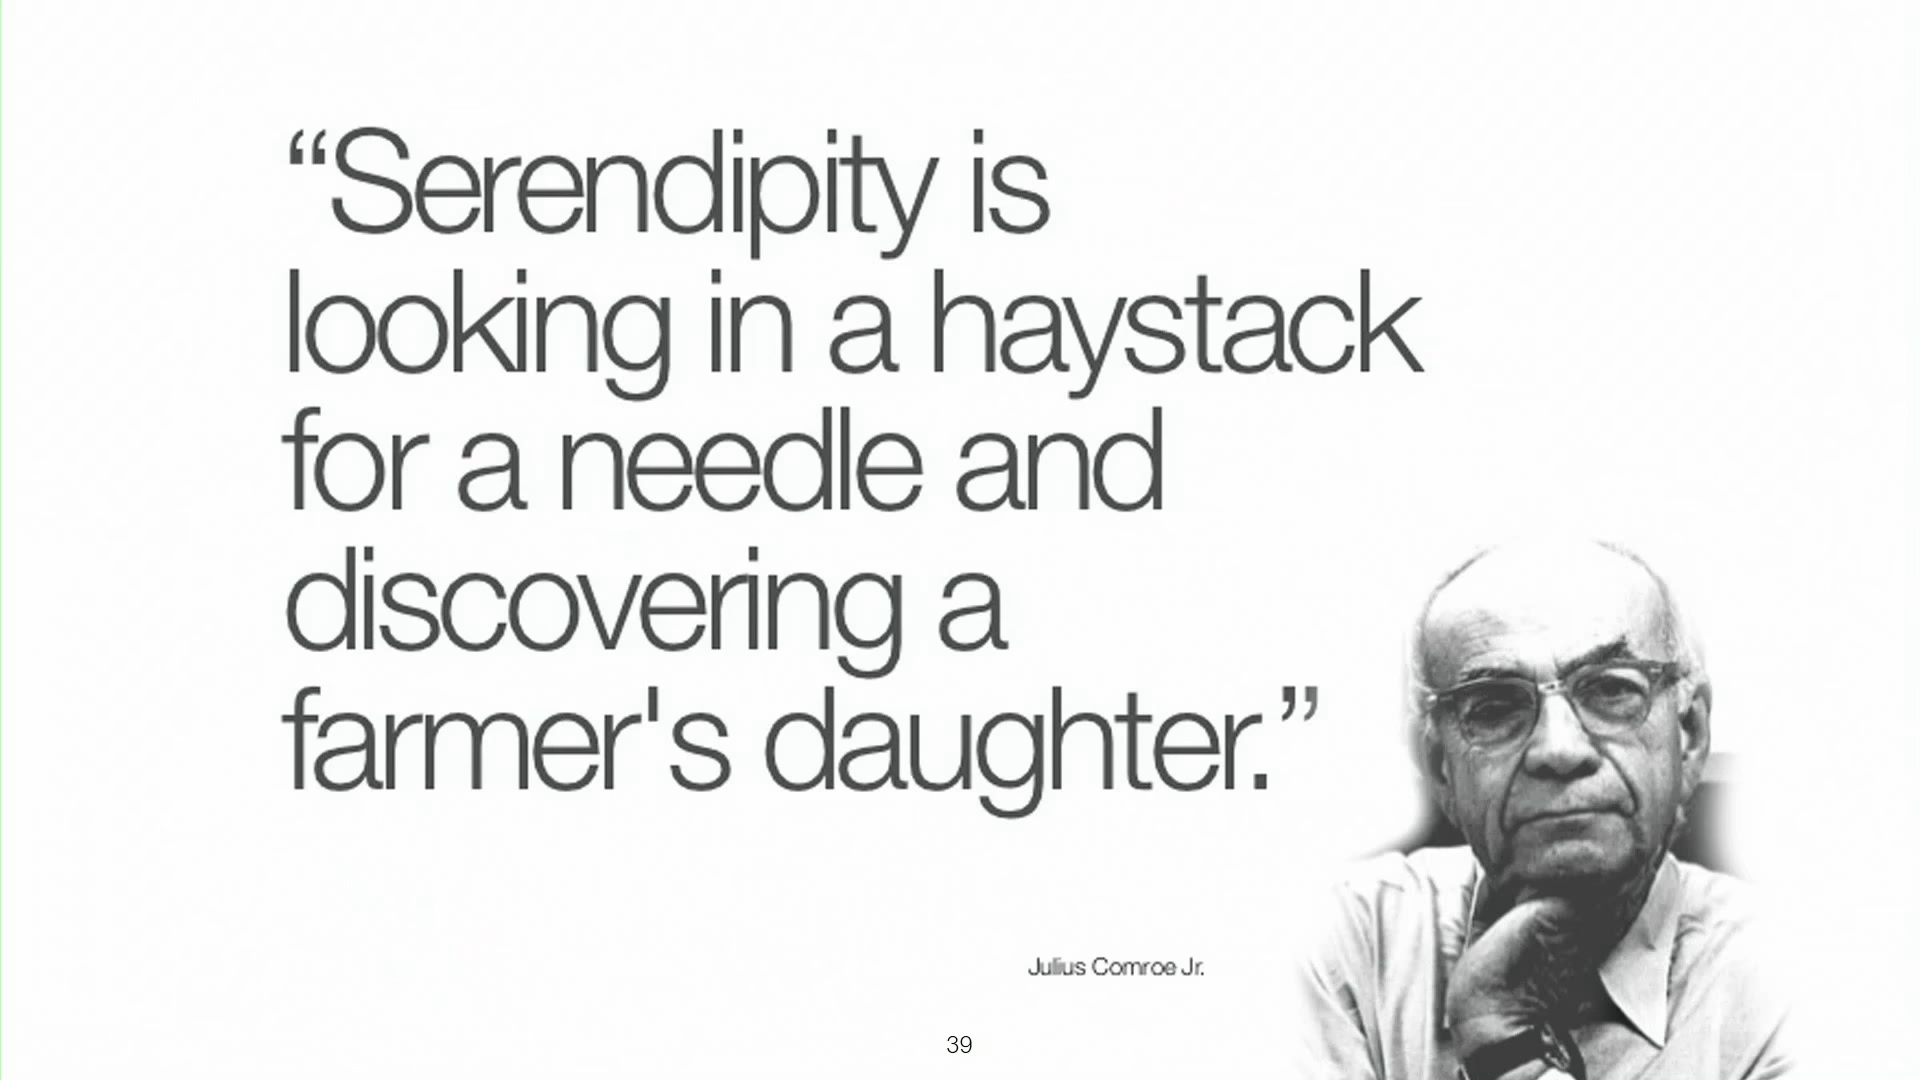 “Serendipity is
looking in a haystack
for a needle and
discovering a
farmer's daughter.”
Julius Comroe Jr.
39